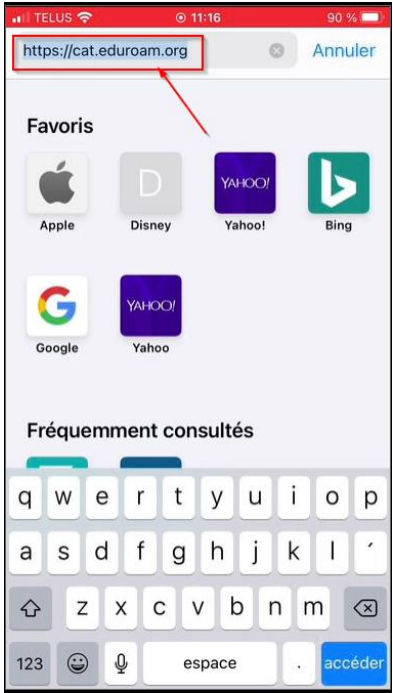 TELUS 11:16 90 %
https://cat.eduroam.org Annuler
Favoris
D YAHOO!
Apple Disney Yahoo! Bing
G YAHOO!
Google Yahoo
Fréquemment consultés
q w e r t y u i o p
a s d f g h j k l ´
z x c v b n m
123 espace . accéder